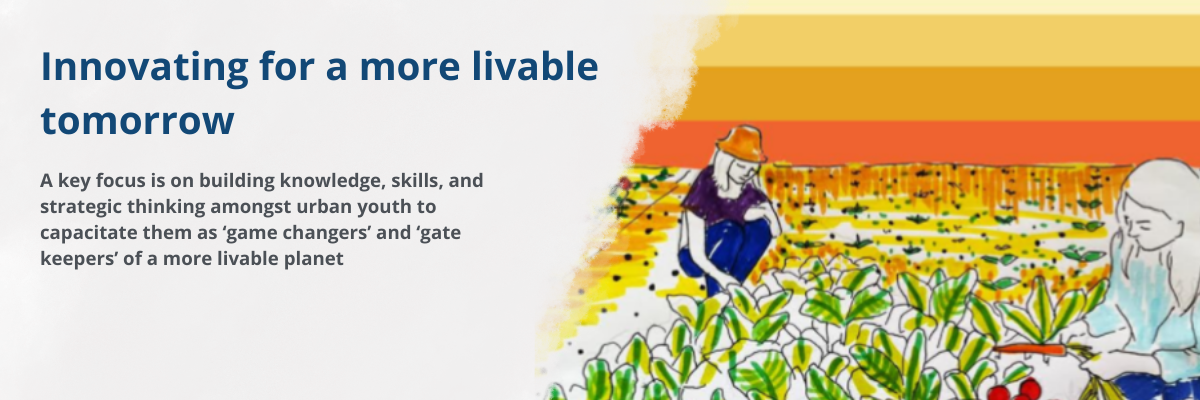 Innovating for a more livable
tomorrow
A key focus is on building knowledge, skills, and
strategic thinking amongst urban youth to
capacitate them as ‘game changers’ and ‘gate
keepers’ of a more livable planet